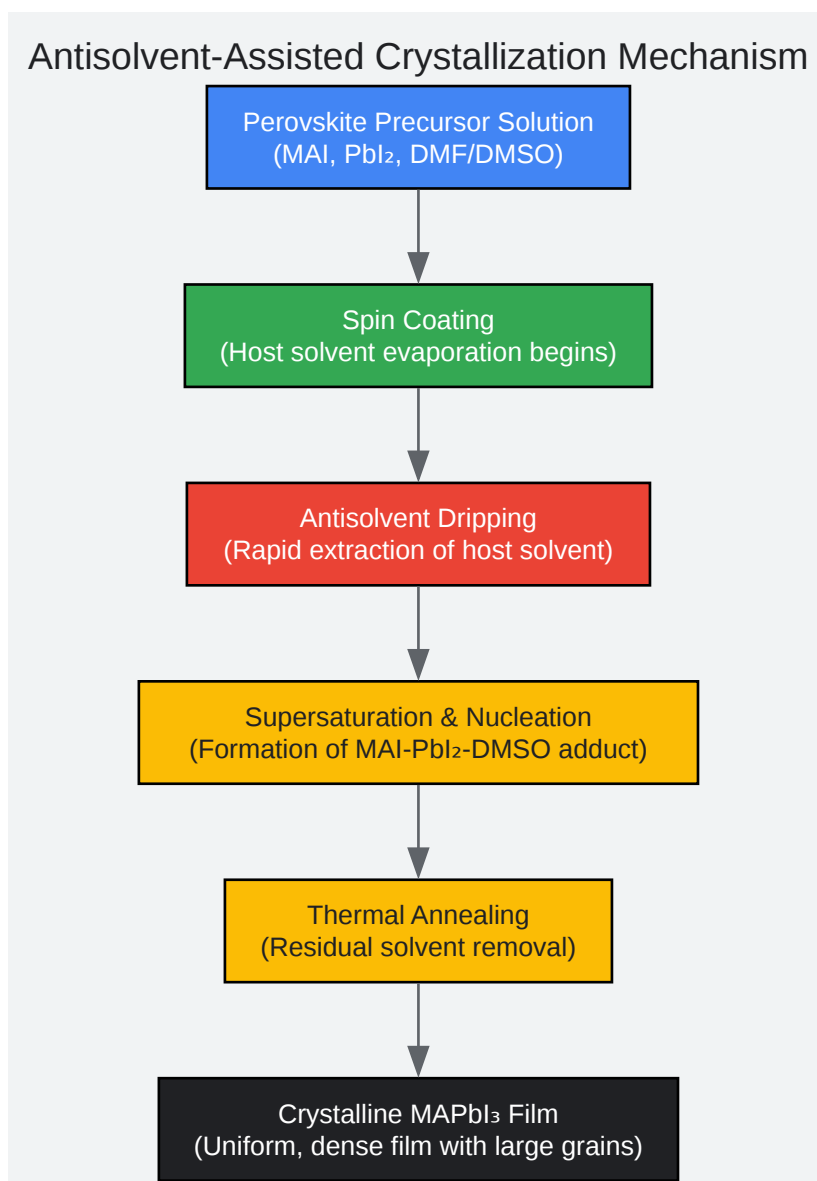 Antisolvent-Assisted Crystallization Mechanism
Perovskite Precursor Solution
(MAI, PbI₂, DMF/DMSO)
Spin Coating
(Host solvent evaporation begins)
Antisolvent Dripping
(Rapid extraction of host solvent)
Supersaturation & Nucleation
(Formation of MAI-PbI₂-DMSO adduct)
Thermal Annealing
(Residual solvent removal)
Crystalline MAPbI₃ Film
(Uniform, dense film with large grains)